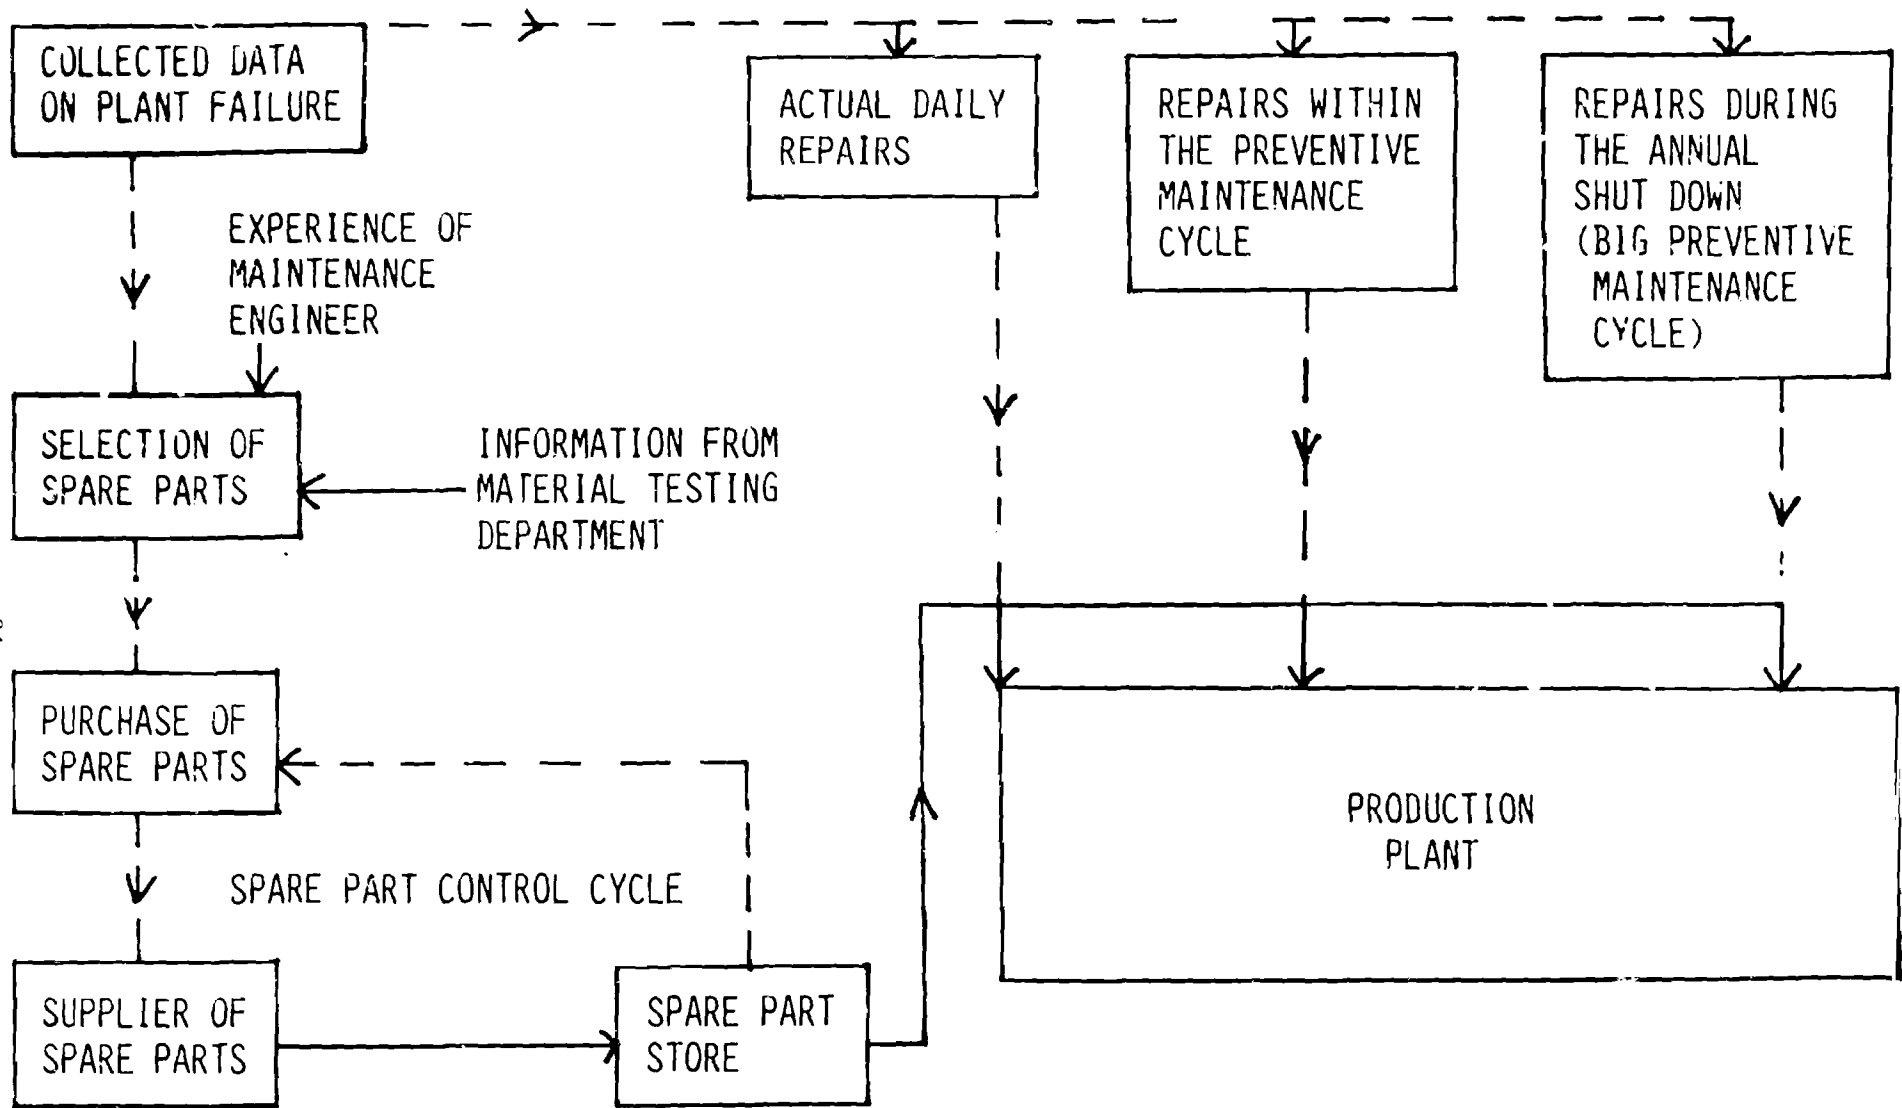 COLLECTED DATA
ON PLANT FAILURE
ACTUAL DAILY
REPAIRS
REPAIRS WITHIN
THE PREVENTIVE
MAINTENANCE
CYCLE
REPAIRS DURING
THE ANNUAL
SHUT DOWN
(BIG PREVENTIVE
MAINTENANCE
CYCLE)
EXPERIENCE OF
MAINTENANCE
ENGINEER
SELECTION OF
SPARE PARTS
INFORMATION FROM
MATERIAL TESTING
DEPARTMENT
PURCHASE OF
SPARE PARTS
PRODUCTION
PLANT
SPARE PART CONTROL CYCLE
SUPPLIER OF
SPARE PARTS
SPARE PART
STORE